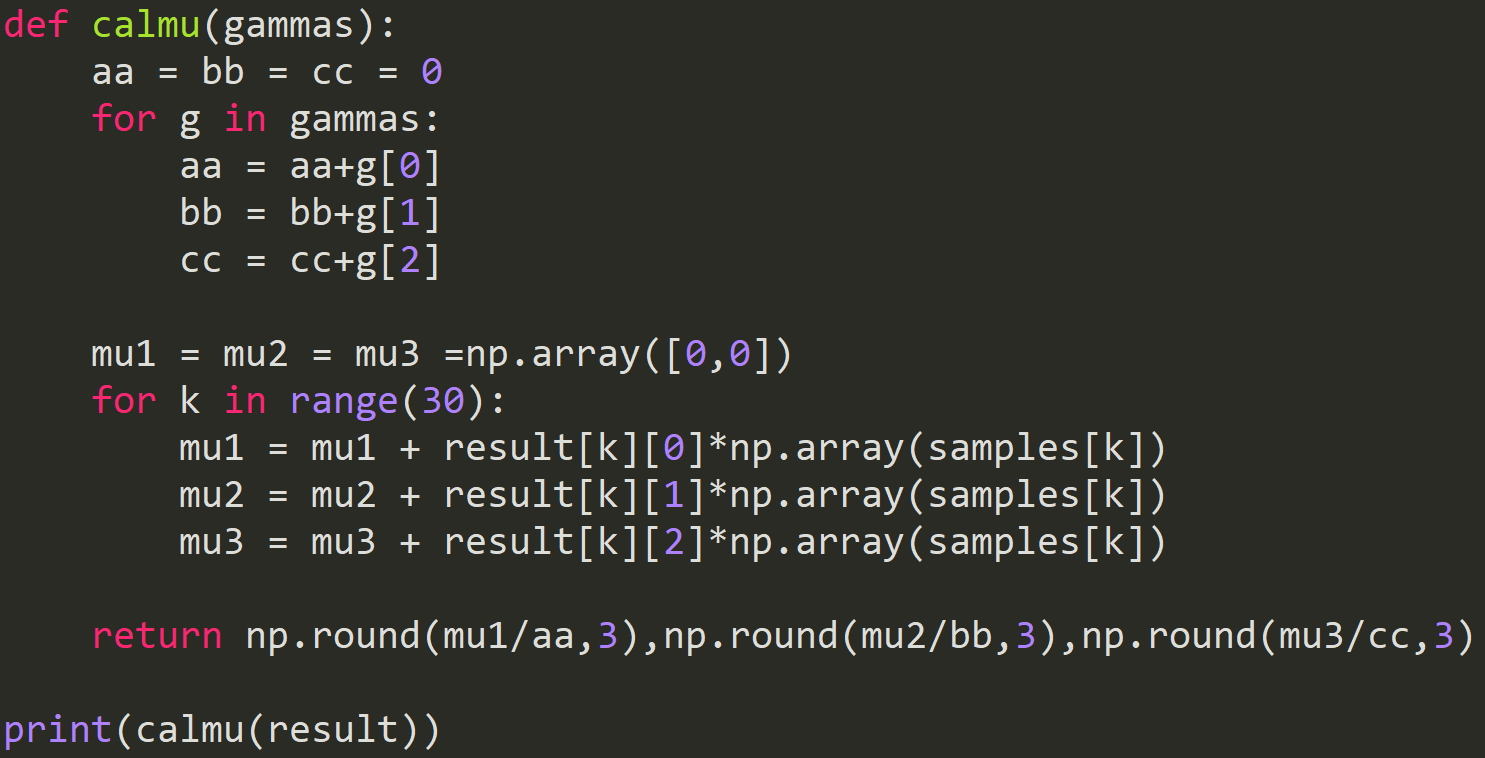 def calmu(gammas):
    aa = bb = cc = 0
    for g in gammas:
        aa = aa+g[0]
        bb = bb+g[1]
        cc = cc+g[2]

    mu1 = mu2 = mu3 =np.array([0,0])
    for k in range(30):
        mu1 = mu1 + result[k][0]*np.array(samples[k])
        mu2 = mu2 + result[k][1]*np.array(samples[k])
        mu3 = mu3 + result[k][2]*np.array(samples[k])

    return np.round(mu1/aa,3),np.round(mu2/bb,3),np.round(mu3/cc,3)

print(calmu(result))